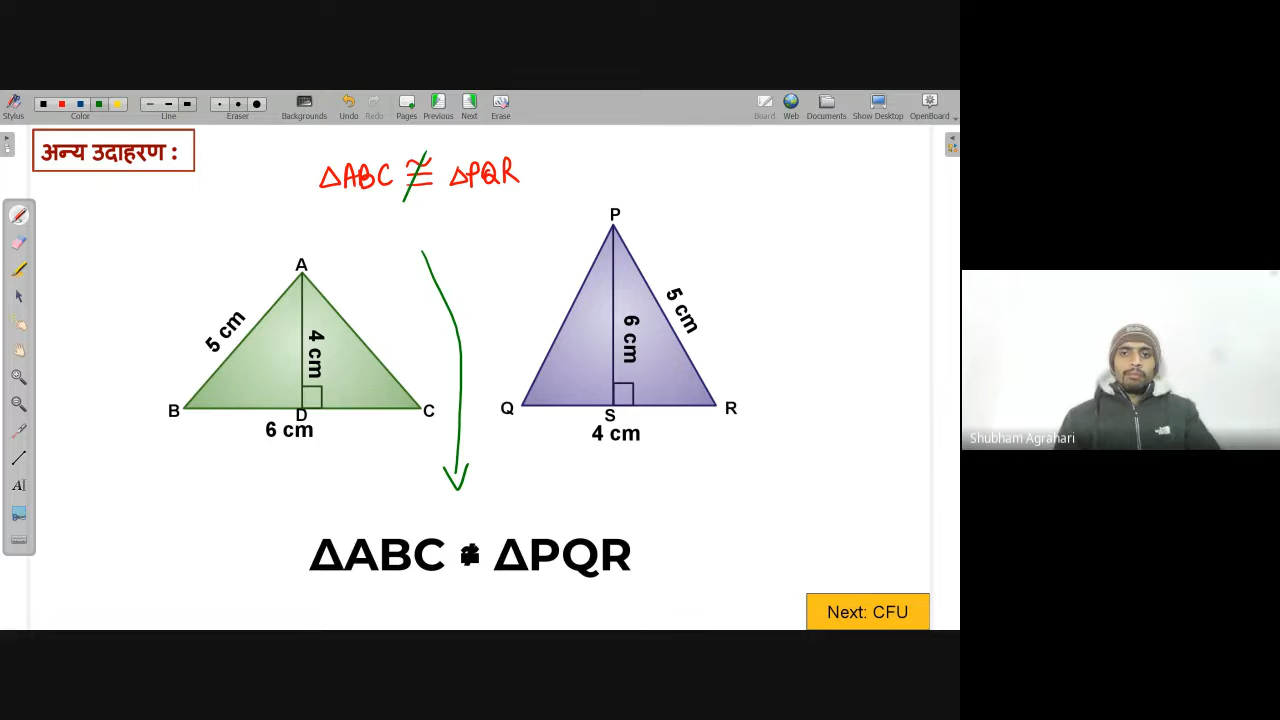 Stylus
Color
Line
Eraser
Backgrounds
Undo
Redo
Pages
Previous
Next
Erase
Board
Web
Documents
Show Desktop
OpenBoard
अन्य उदाहरण :
ΔABC ≇ ΔPQR
A
5 cm
4 cm
B
D
C
6 cm
P
5 cm
6 cm
Q
S
R
4 cm
ΔABC ≇ ΔPQR
Next: CFU
Shubham Agrahari